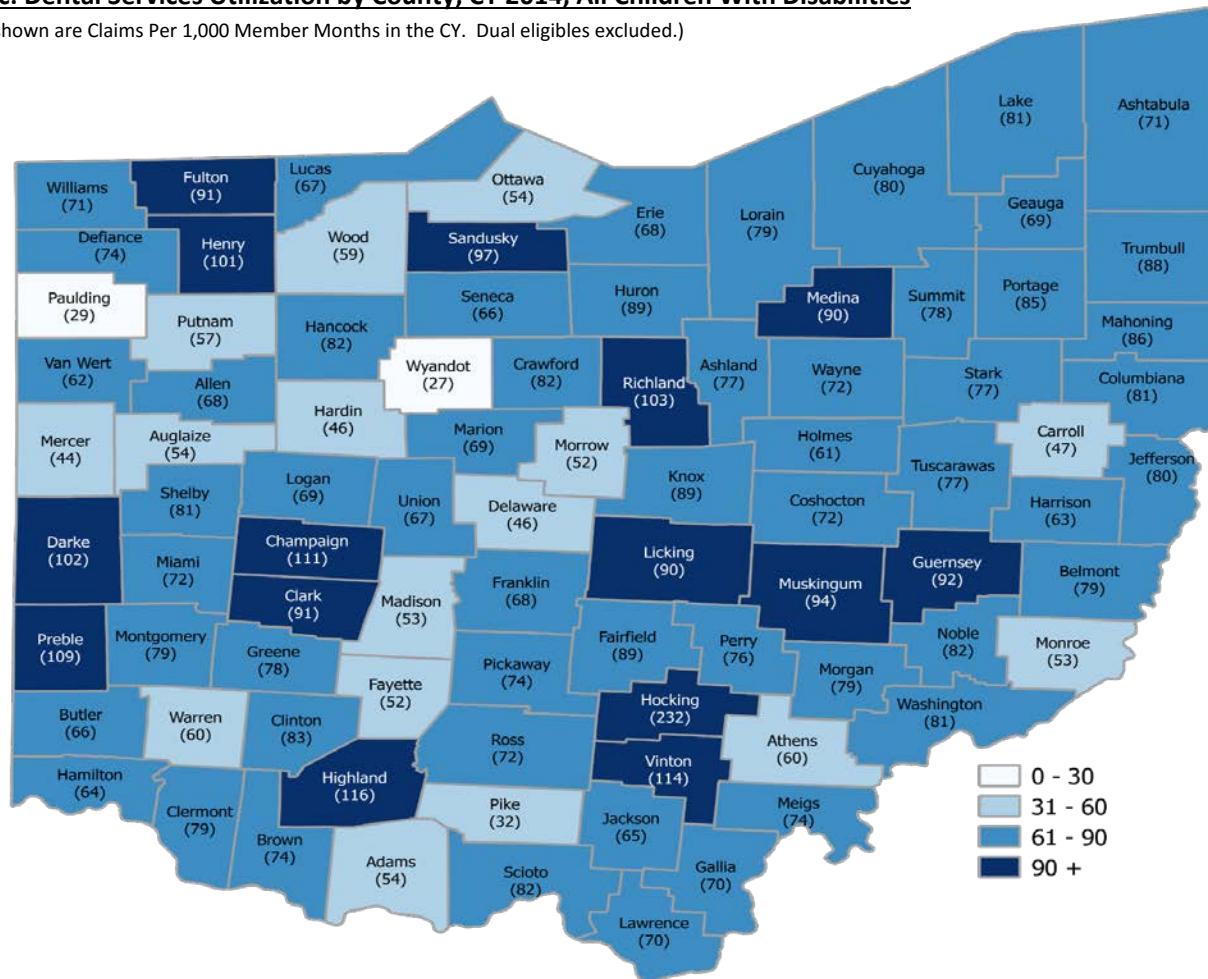 c. Dental Services Utilization by County, CY 2014, All Children With Disabilities
shown are Claims Per 1,000 Member Months in the CY. Dual eligibles excluded.)
Lake
(81)
Ashtabula
(71)
Cuyahoga
(80)
Geauga
(69)
Williams
(71)
Fulton
(91)
Lucas
(67)
Ottawa
(54)
Erie
(68)
Lorain
(79)
Trumbull
(88)
Defiance
(74)
Henry
(101)
Wood
(59)
Sandusky
(97)
Paulding
(29)
Putnam
(57)
Hancock
(82)
Seneca
(66)
Huron
(89)
Medina
(90)
Summit
(78)
Portage
(85)
Mahoning
(86)
Van Wert
(62)
Allen
(68)
Wyandot
(27)
Crawford
(82)
Richland
(103)
Ashland
(77)
Wayne
(72)
Stark
(77)
Columbiana
(81)
Mercer
(44)
Auglaize
(54)
Hardin
(46)
Marion
(69)
Morrow
(52)
Holmes
(61)
Carroll
(47)
Jefferson
(80)
Shelby
(81)
Logan
(69)
Union
(67)
Delaware
(46)
Knox
(89)
Coshocton
(72)
Tuscarawas
(77)
Harrison
(63)
Darke
(102)
Miami
(72)
Champaign
(111)
Clark
(91)
Madison
(53)
Franklin
(68)
Licking
(90)
Muskingum
(94)
Guernsey
(92)
Belmont
(79)
Preble
(109)
Montgomery
(79)
Greene
(78)
Fayette
(52)
Pickaway
(74)
Fairfield
(89)
Perry
(76)
Morgan
(79)
Noble
(82)
Monroe
(53)
Butler
(66)
Warren
(60)
Clinton
(83)
Ross
(72)
Hocking
(232)
Athens
(60)
Washington
(81)
Hamilton
(64)
Clermont
(79)
Highland
(116)
Pike
(32)
Vinton
(114)
Jackson
(65)
Meigs
(74)
Brown
(74)
Adams
(54)
Scioto
(82)
Gallia
(70)
Lawrence
(70)
0 - 30
31 - 60
61 - 90
90 +